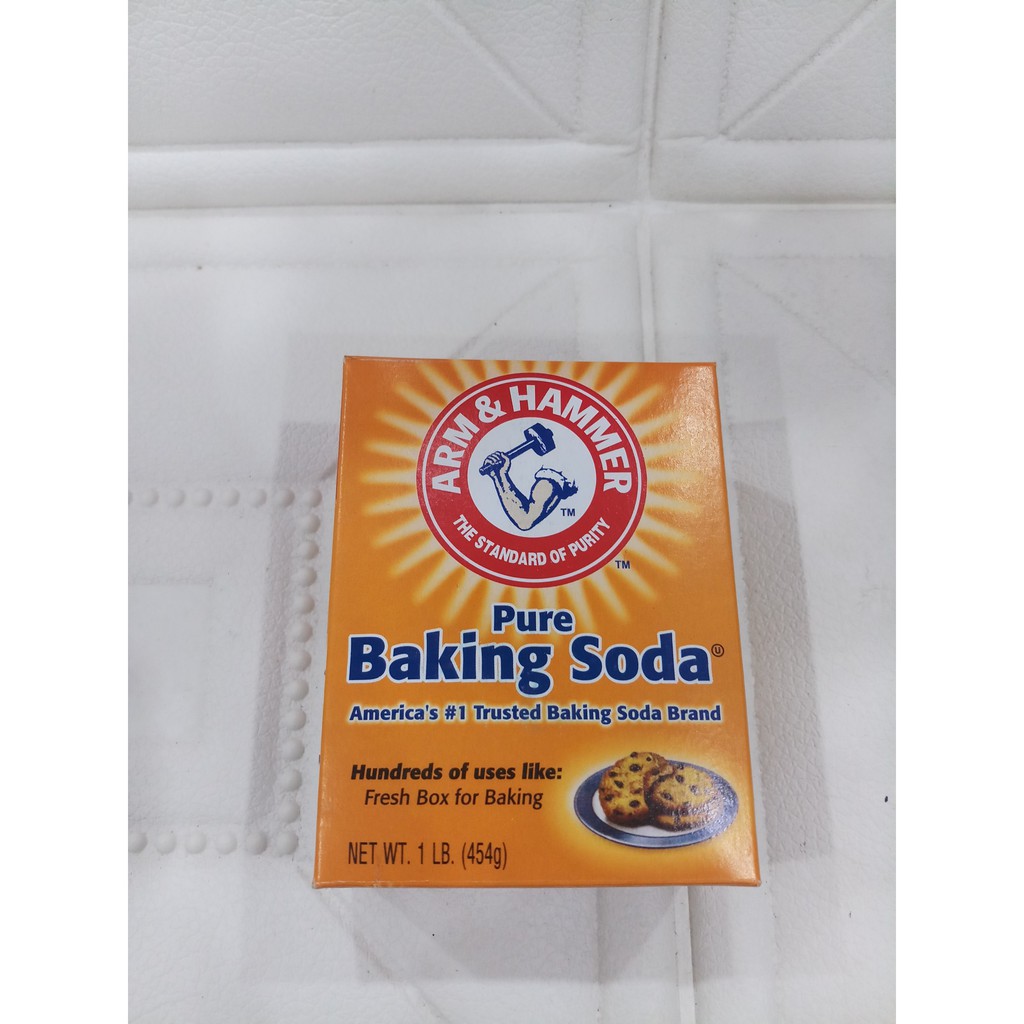 ARM & HAMMER
TM
THE STANDARD OF PURITY
TM
Pure
Baking Soda
U
America's #1 Trusted Baking Soda Brand
Hundreds of uses like:
Fresh Box for Baking
NET WT. 1 LB. (454g)